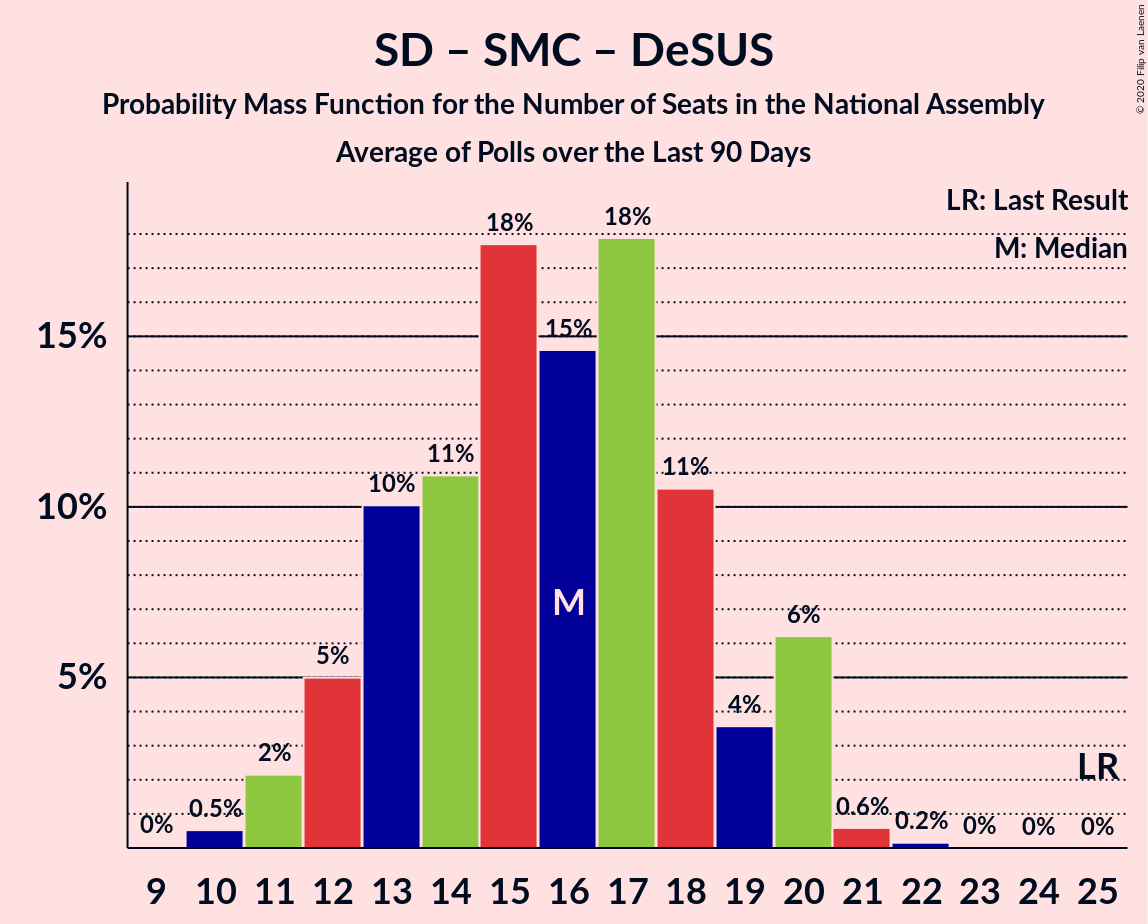 SD – SMC – DeSUS
Probability Mass Function for the Number of Seats in the National Assembly
Average of Polls over the Last 90 Days
© 2020 Filip van Laenen
LR: Last Result
M: Median
15%
10%
5%
0%
0.5%
2%
5%
10%
11%
18%
15%
18%
11%
4%
6%
0.6%
0.2%
0%
0%
0%
M
LR
9 10 11 12 13 14 15 16 17 18 19 20 21 22 23 24 25